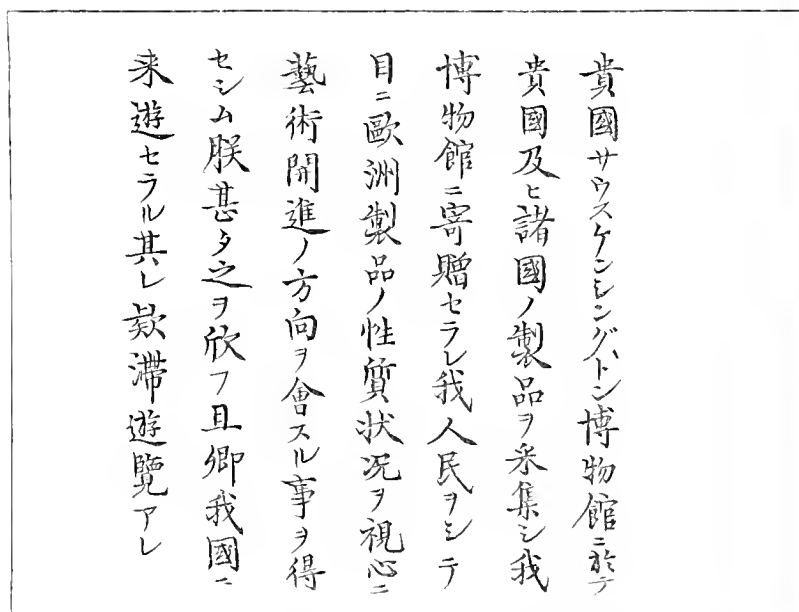 貴國サウスケンシングハトン博物館ニ於テ
貴國及ヒ諸國ノ製品ヲ采集シ我
博物館ニ寄贈セラレ我人民ヲシテ
目ニ歐洲製品ノ性質状况ヲ視心ニ
藝術開進ノ方向ヲ會スル事ヲ得
セシム朕甚タ之ヲ欣フ且卿我國ニ
来遊セラル其レ欵滞遊覽アレ